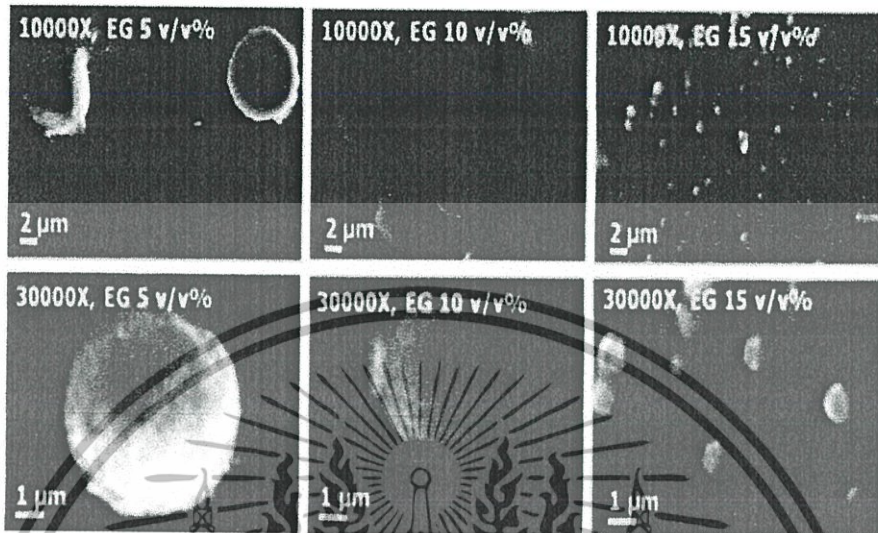 10000X, EG 5 v/v%
10000X, EG 10 v/v%
10000X, EG 15 v/v%
2 µm
2 µm
2 µm
30000X, EG 5 v/v%
30000X, EG 10 v/v%
30000X, EG 15 v/v%
1 µm
1 µm
1 µm